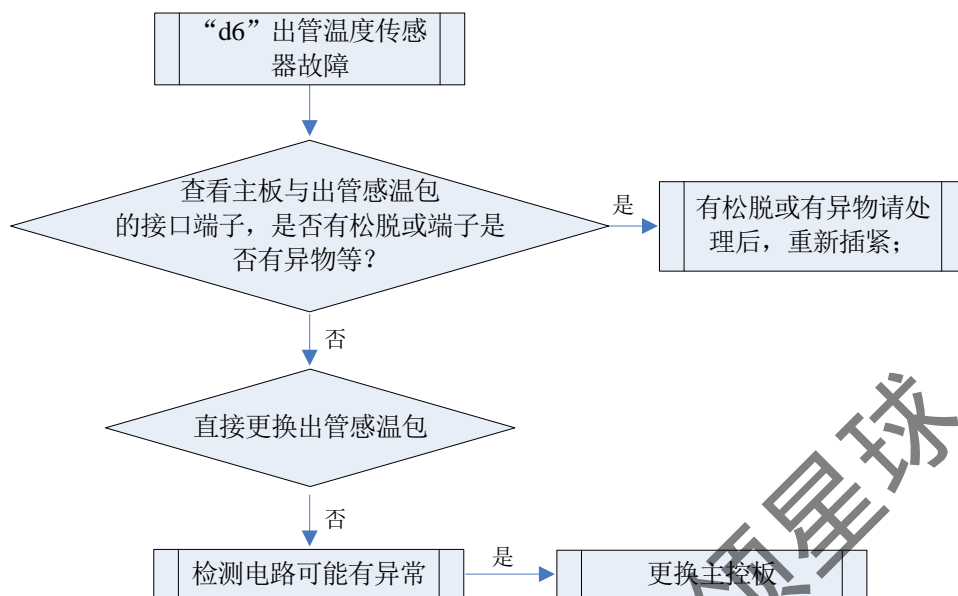 “d6”出管温度传感
器故障
查看主板与出管感温包
的接口端子，是否有松脱或端子是
否有异物等？
是
有松脱或有异物请处
理后，重新插紧；
否
直接更换出管感温包
否
检测电路可能有异常
是
更换主控板
领星球